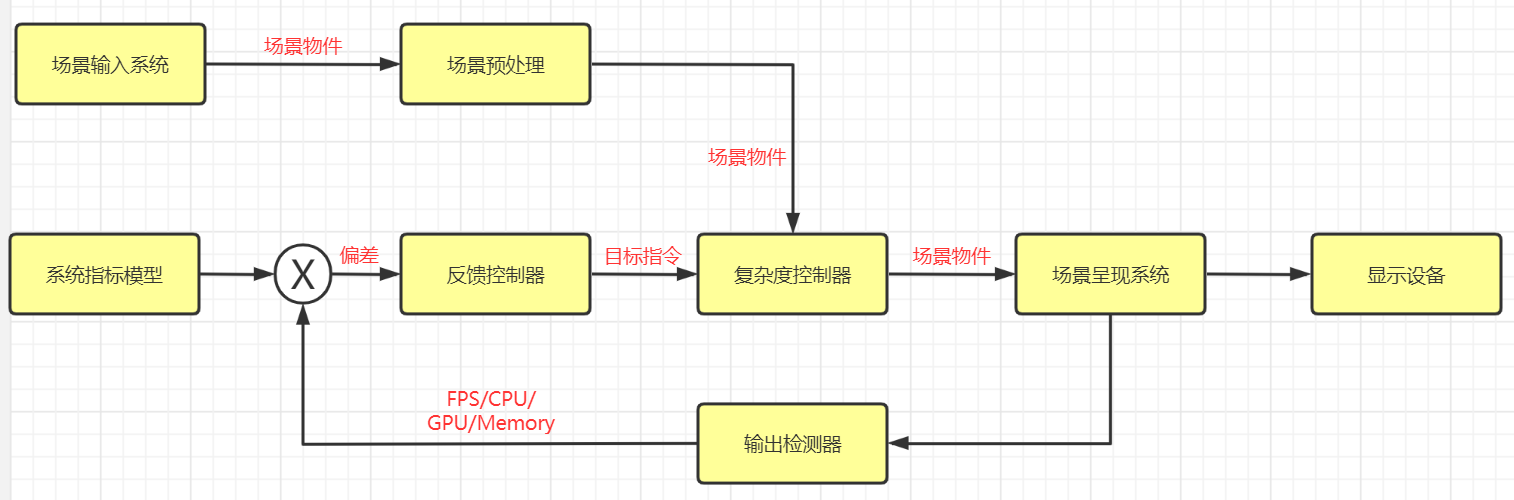 场景输入系统
场景物件
场景预处理
场景物件
系统指标模型
X
偏差
反馈控制器
目标指令
复杂度控制器
场景物件
场景呈现系统
显示设备
FPS/CPU/
GPU/Memory
输出检测器